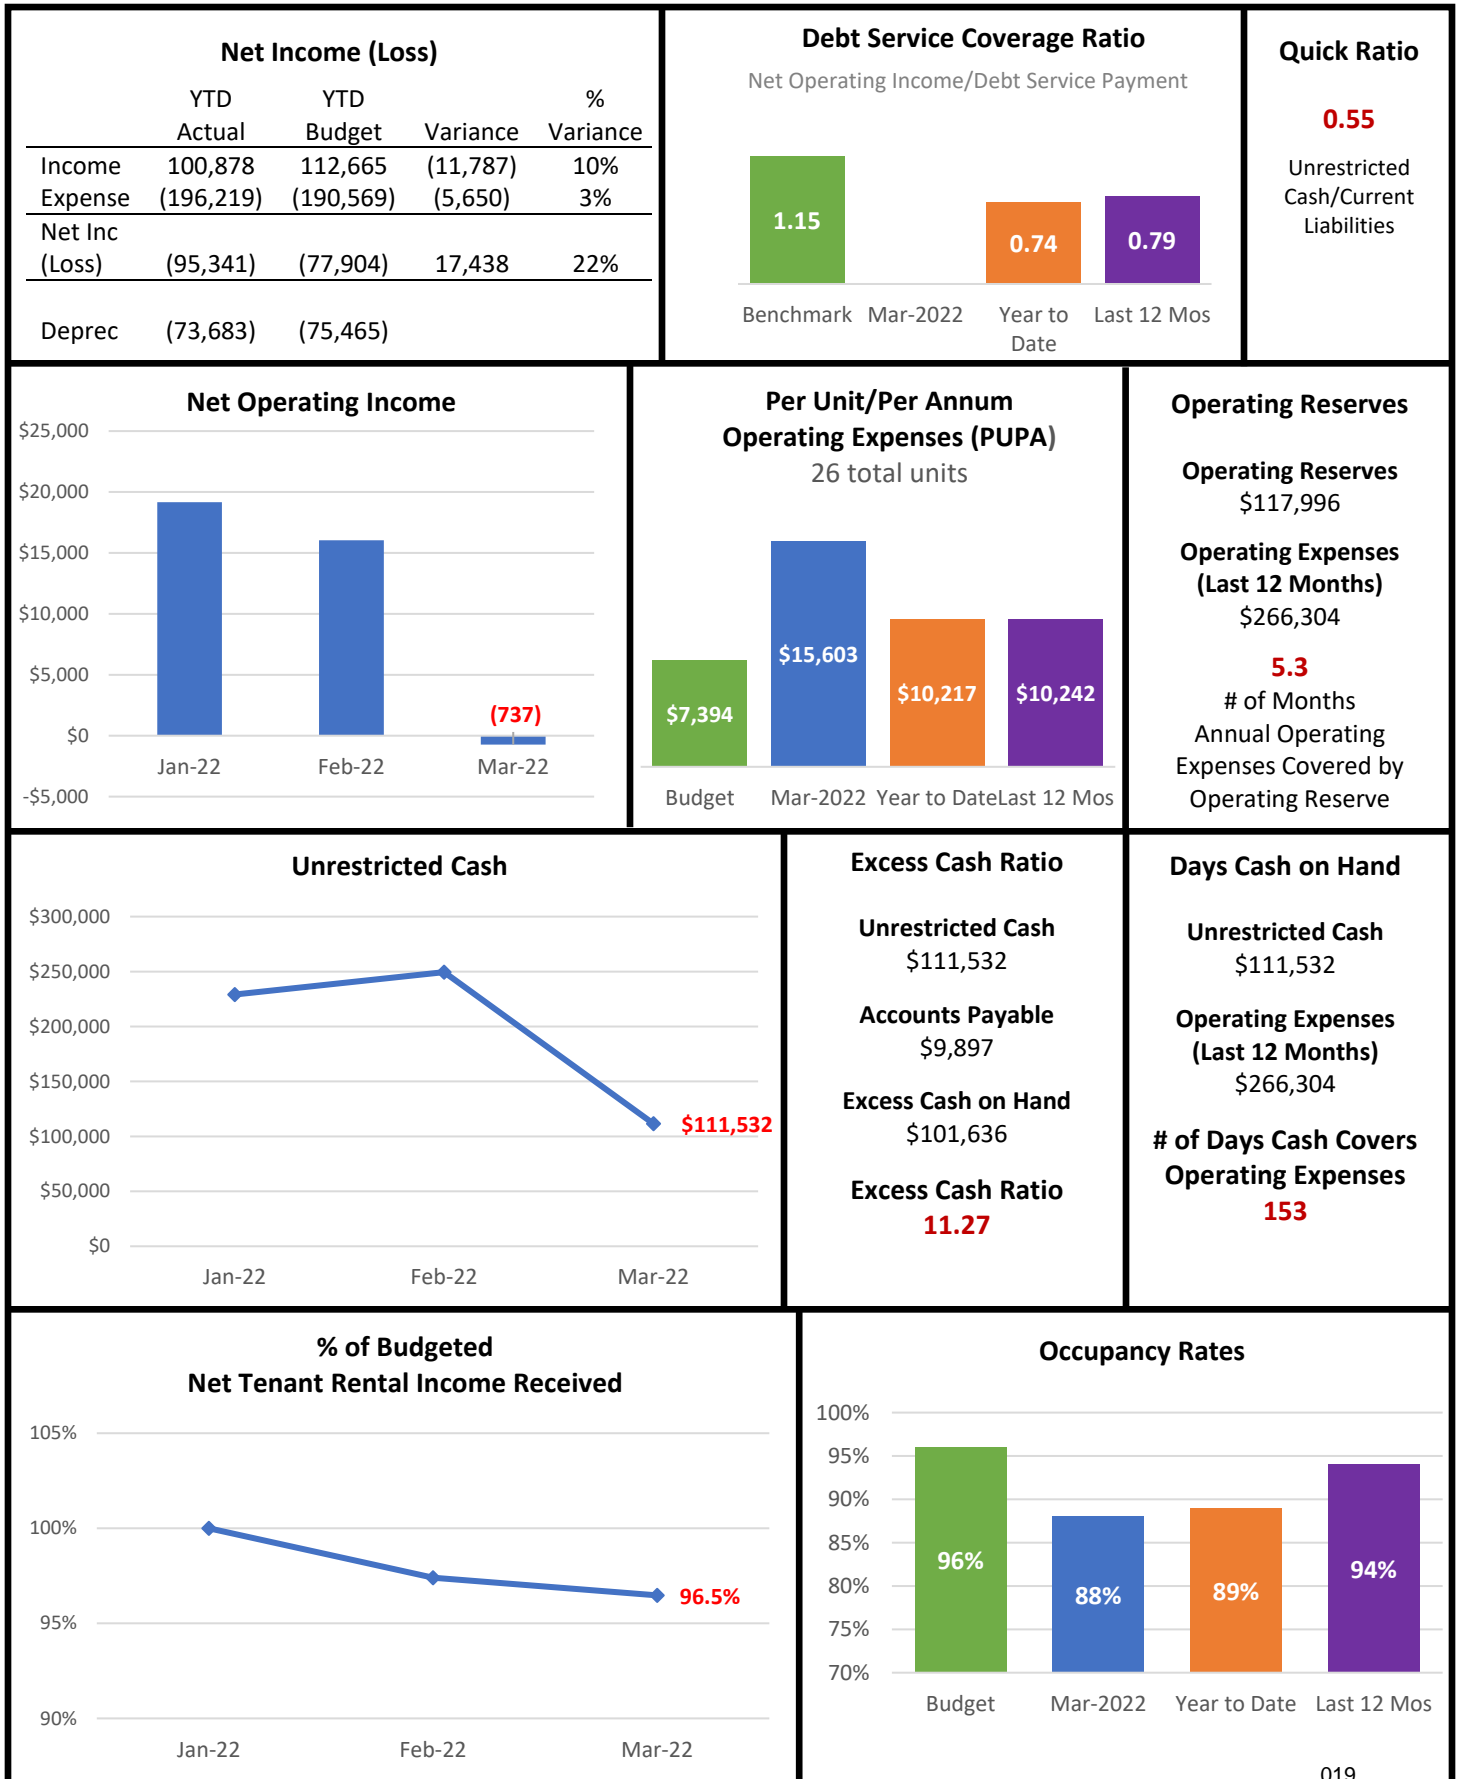 Net Income (Loss)
YTD YTD %
Actual Budget Variance Variance
Income 100,878 112,665 (11,787) 10%
Expense (196,219) (190,569) (5,650) 3%
Net Inc
(Loss) (95,341) (77,904) 17,438 22%
Deprec (73,683) (75,465)
Debt Service Coverage Ratio
Net Operating Income/Debt Service Payment
1.15
0.74
0.79
Benchmark Mar-2022 Year to Last 12 Mos
Date
Quick Ratio
0.55
Unrestricted
Cash/Current
Liabilities
Net Operating Income
$25,000
$20,000
$15,000
$10,000
$5,000
$0
-$5,000
(737)
Jan-22 Feb-22 Mar-22
Per Unit/Per Annum
Operating Expenses (PUPA)
26 total units
$7,394
$15,603
$10,217
$10,242
Budget Mar-2022 Year to Date Last 12 Mos
Operating Reserves
Operating Reserves
$117,996
Operating Expenses
(Last 12 Months)
$266,304
5.3
# of Months
Annual Operating
Expenses Covered by
Operating Reserve
Unrestricted Cash
$300,000
$250,000
$200,000
$150,000
$100,000
$50,000
$0
$111,532
Jan-22 Feb-22 Mar-22
Excess Cash Ratio
Unrestricted Cash
$111,532
Accounts Payable
$9,897
Excess Cash on Hand
$101,636
Excess Cash Ratio
11.27
Days Cash on Hand
Unrestricted Cash
$111,532
Operating Expenses
(Last 12 Months)
$266,304
# of Days Cash Covers
Operating Expenses
153
% of Budgeted
Net Tenant Rental Income Received
105%
100%
95%
90%
96.5%
Jan-22 Feb-22 Mar-22
Occupancy Rates
100%
95%
90%
85%
80%
75%
70%
96%
88%
89%
94%
Budget Mar-2022 Year to Date Last 12 Mos
019